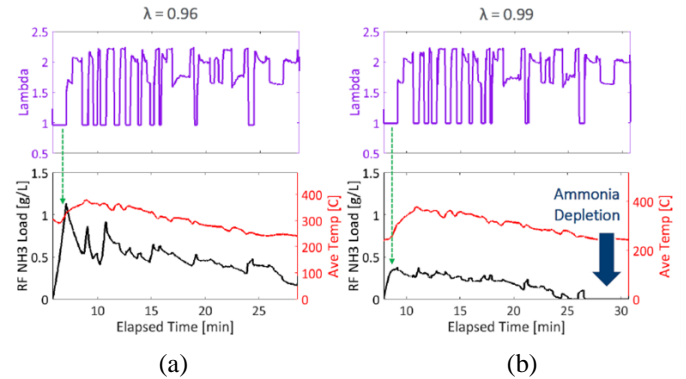 λ = 0.96
λ = 0.99
2.5
2
1.5
1
0.5
Lambda
2.5
2
1.5
1
0.5
Lambda
1.5
1
0.5
0
RF NH3 Load [g/L]
400
300
200
100
0
Ave Temp [C]
10
15
20
25
Elapsed Time [min]
1.5
1
0.5
0
RF NH3 Load [g/L]
Ammonia
Depletion
400
200
0
Ave Temp [C]
10
15
20
25
30
Elapsed Time [min]
(a)
(b)